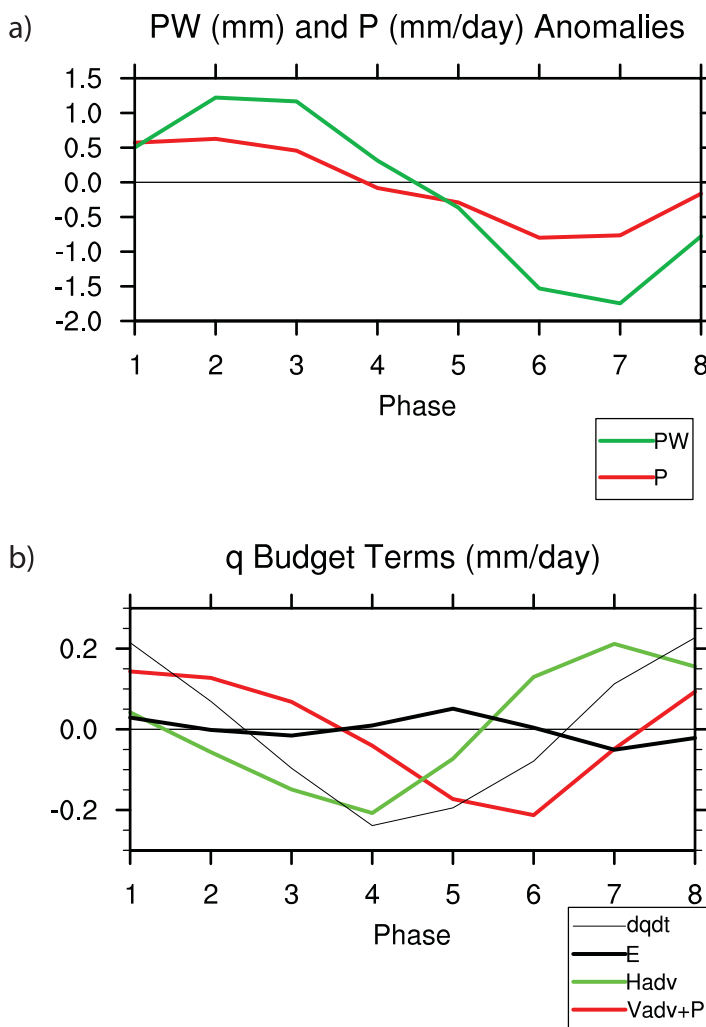 a)
PW (mm) and P (mm/day) Anomalies
1.5
1.0
0.5
0.0
-0.5
-1.0
-1.5
-2.0
1 2 3 4 5 6 7 8
Phase
PW
P
b)
q Budget Terms (mm/day)
0.2
0.0
-0.2
1 2 3 4 5 6 7 8
Phase
dqdt
E
Hadv
Vadv+P